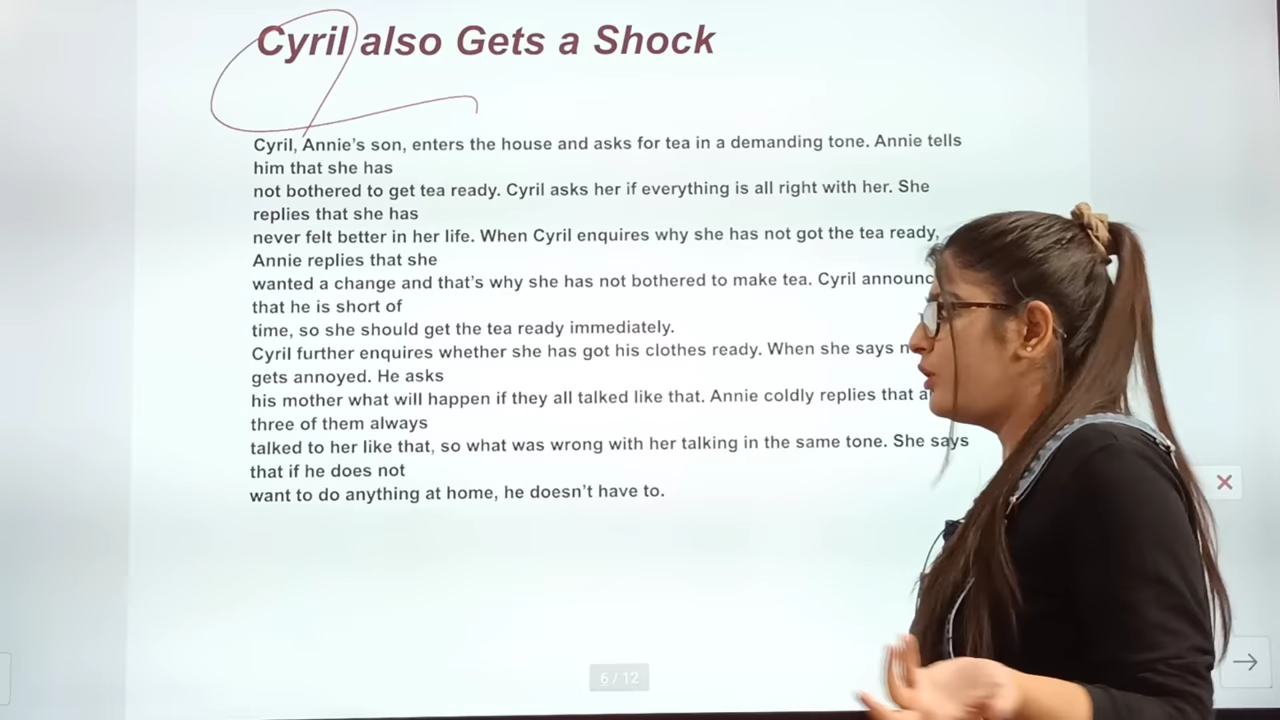 Cyril also Gets a Shock
Cyril, Annie's son, enters the house and asks for tea in a demanding tone. Annie tells
him that she has
not bothered to get tea ready. Cyril asks her if everything is all right with her. She
replies that she has
never felt better in her life. When Cyril enquires why she has not got the tea ready,
Annie replies that she
wanted a change and that's why she has not bothered to make tea. Cyril
that he is short of
time, so she should get the tea ready immediately.
Cyril further enquires whether she has got his clothes ready. When she says
gets annoyed. He asks
his mother what will happen if they all talked like that. Annie coldly replies that
three of them always
talked to her like that, so what was wrong with her talking in the same tone. She says
that if he does not
want to do anything at home, he doesn't have to.
6 / 12